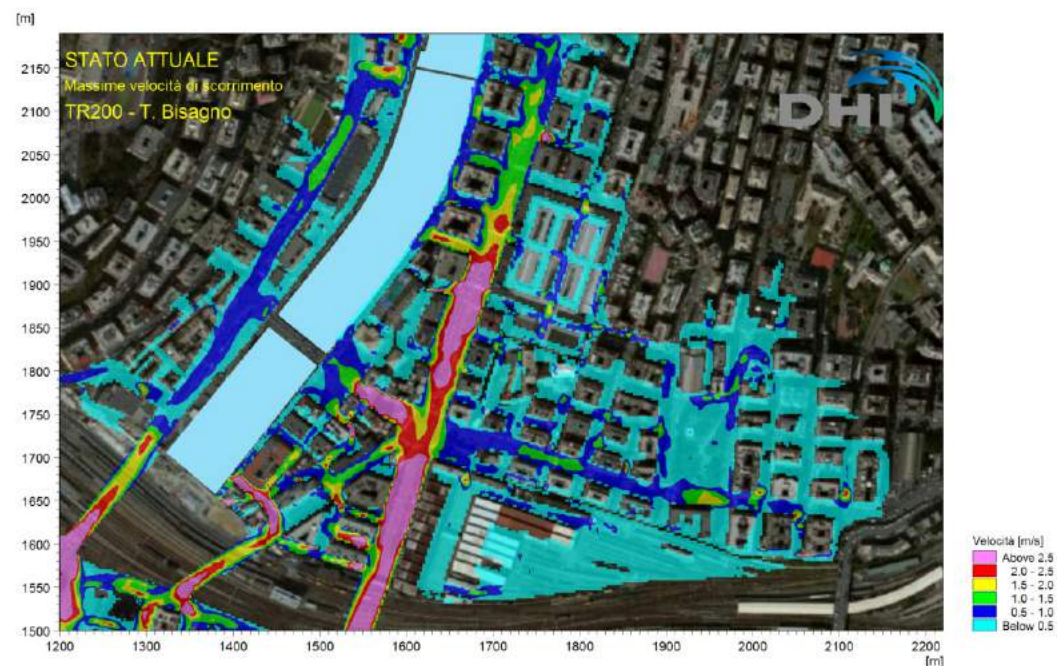 [m]
STATO ATTUALE
Massime velocità di scorrimento
TR200 - T. Bisagno
DHI
2150
2100
2050
2000
1950
1900
1850
1800
1750
1700
1650
1600
1550
1500
1200 1300 1400 1500 1600 1700 1800 1900 2000 2100 2200
[m]
Velocità [m/s]
Above 2.5
2.0 - 2.5
1.5 - 2.0
1.0 - 1.5
0.5 - 1.0
Below 0.5